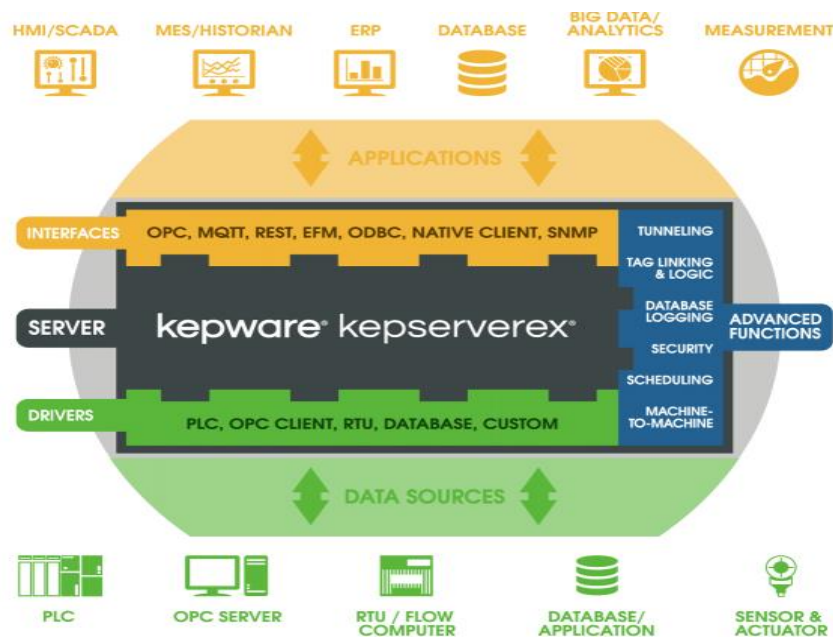 HMI/SCADA
MES/HISTORIAN
ERP
DATABASE
BIG DATA/
ANALYTICS
MEASUREMENT
APPLICATIONS
INTERFACES
OPC, MQTT, REST, EFM, ODBC, NATIVE CLIENT, SNMP
TUNNELING
TAG LINKING
& LOGIC
SERVER
kepware® kepserverex®
DATABASE
LOGGING
SECURITY
ADVANCED
FUNCTIONS
SCHEDULING
DRIVERS
PLC, OPC CLIENT, RTU, DATABASE, CUSTOM
MACHINE-
TO-MACHINE
DATA SOURCES
PLC
OPC SERVER
RTU / FLOW
COMPUTER
DATABASE/
APPLICATION
SENSOR &
ACTUATOR